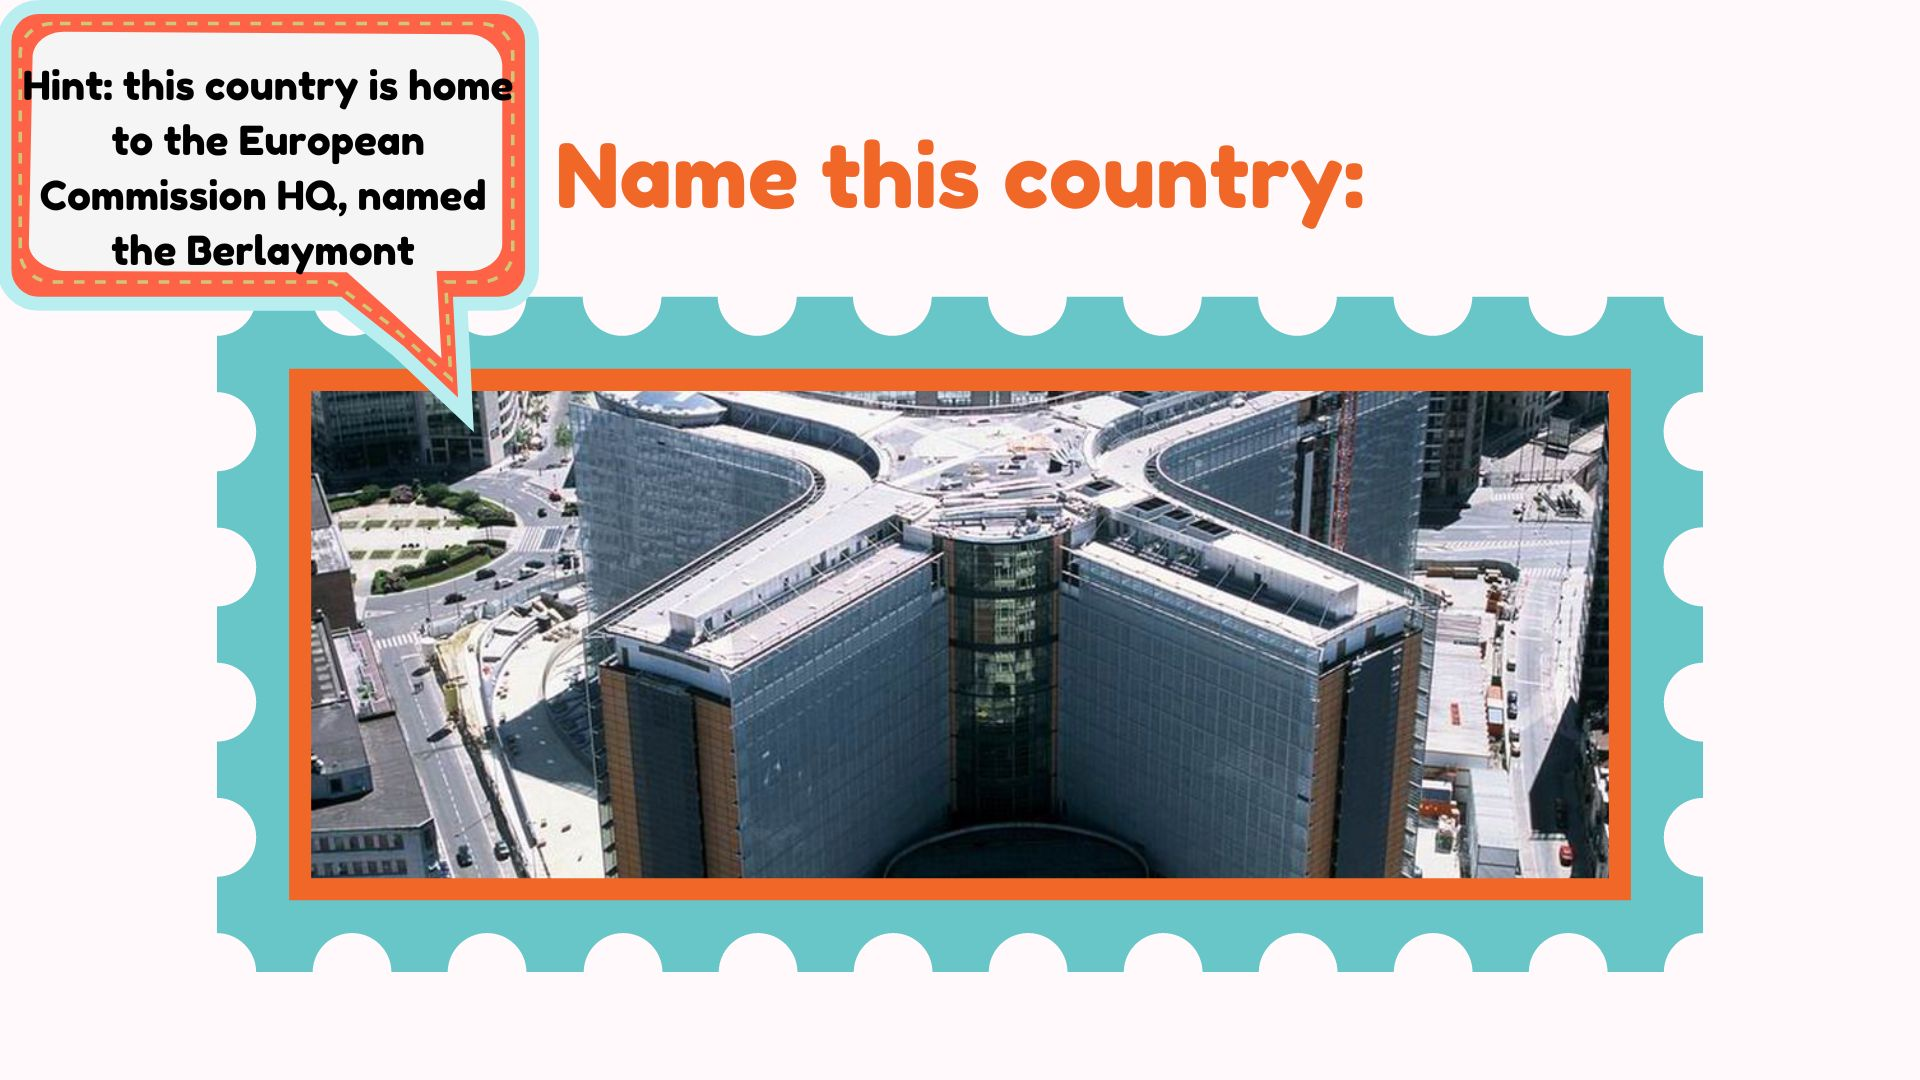 Hint: this country is home
to the European
Commission HQ, named
the Berlaymont
Name this country: